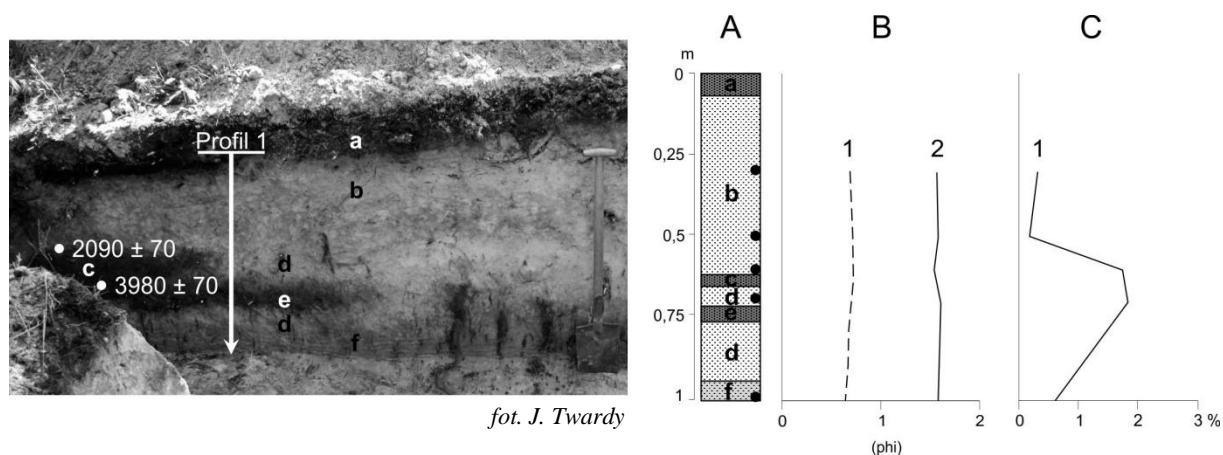 Profil 1
a
b
2090 ± 70
c
d
3980 ± 70
e
d
f
fot. J. Twardy
A B C
m
0
0,25
0,5
0,75
1
a
b
c
d
e
d
f
1 2
0 1 2
(phi)
1
0 1 2 3 %